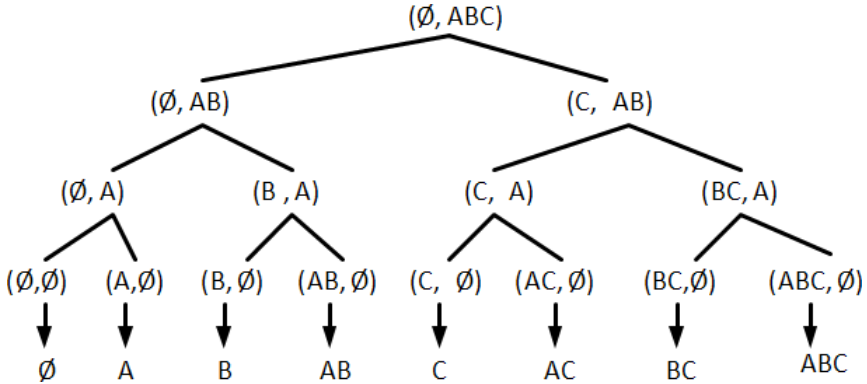 (Ø, ABC)
(Ø, AB) (C, AB)
(Ø, A) (B , A) (C, A) (BC, A)
(Ø,Ø) (A,Ø) (B, Ø) (AB, Ø) (C, Ø) (AC, Ø) (BC,Ø) (ABC, Ø)
Ø A B AB C AC BC ABC